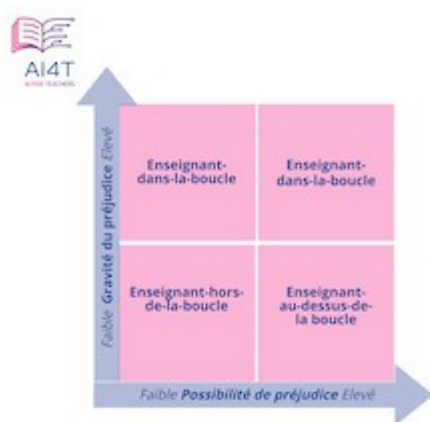 AI4T
AI FOR TEACHERS
Enseignant-
dans-la-boucle
Enseignant-
dans-la-boucle
Enseignant-hors-
de-la-boucle
Enseignant-
au-dessus-de-
la boucle
Faible Gravité du préjudice Elevé
Faible Possibilité de préjudice Elevé